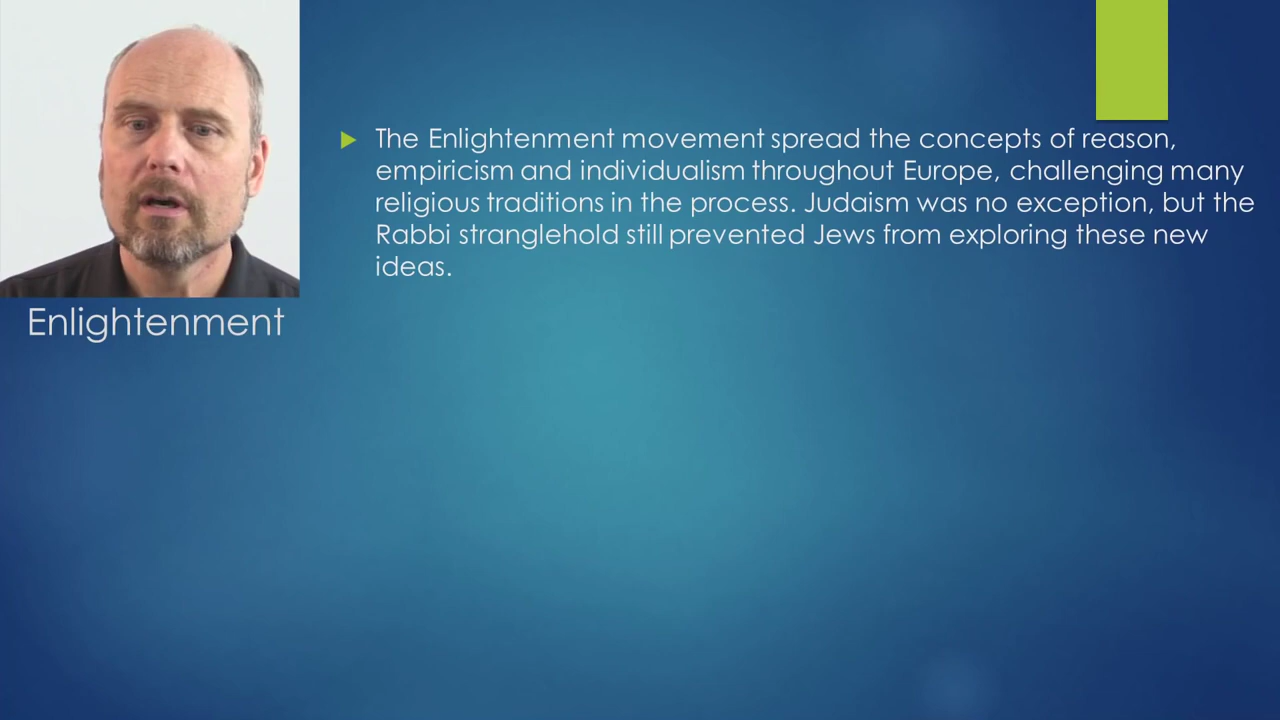 The Enlightenment movement spread the concepts of reason,
empiricism and individualism throughout Europe, challenging many
religious traditions in the process. Judaism was no exception, but the
Rabbi stranglehold still prevented Jews from exploring these new
ideas.
Enlightenment